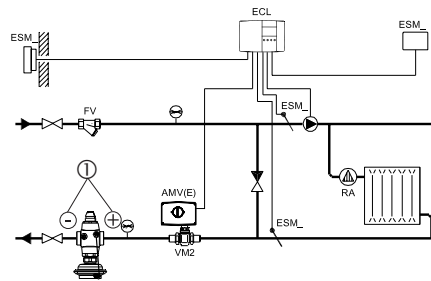 ECL
ESM_
ESM_
FV
ESM_
AMV(E)
RA
ESM_
1
-
+
VM2